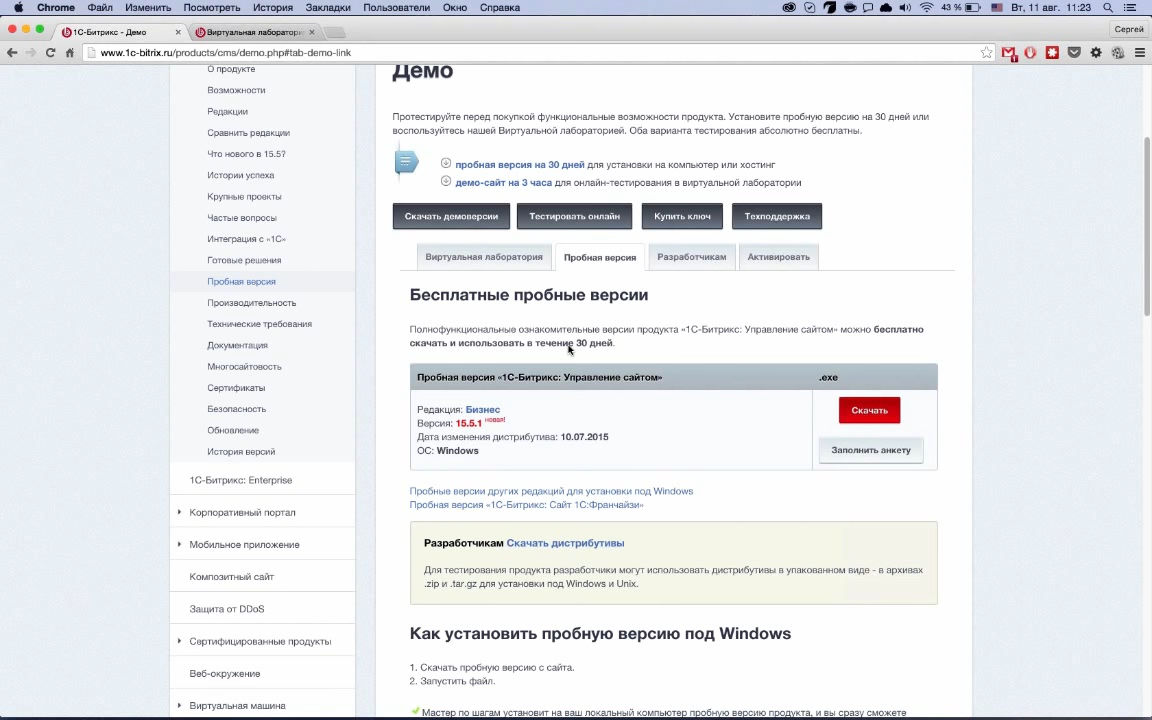 Chrome Файл Изменить Посмотреть История Закладки Пользователи Окно Справка
43 % Вт, 11 авг. 11:23
1С-Битрикс - Демо
Виртуальная лаборатори
Сергей
www.1c-bitrix.ru/products/cms/demo.php#tab-demo-link
О продукте
Возможности
Редакции
Сравнить редакции
Что нового в 15.5?
Истории успеха
Крупные проекты
Частые вопросы
Интеграция с «1С»
Готовые решения
Пробная версия
Производительность
Технические требования
Документация
Многосайтовость
Сертификаты
Безопасность
Обновление
История версий
1С-Битрикс: Enterprise
Корпоративный портал
Мобильное приложение
Композитный сайт
Защита от DDoS
Сертифицированные продукты
Веб-окружение
Виртуальная машина
Демо
Протестируйте перед покупкой функциональные возможности продукта. Установите пробную версию на 30 дней или
воспользуйтесь нашей Виртуальной лабораторией. Оба варианта тестирования абсолютно бесплатны.
пробная версия на 30 дней для установки на компьютер или хостинг
демо-сайт на 3 часа для онлайн-тестирования в виртуальной лаборатории
Скачать демоверсии Тестировать онлайн Купить ключ Техподдержка
Виртуальная лаборатория Пробная версия Разработчикам Активировать
Бесплатные пробные версии
Полнофункциональные ознакомительные версии продукта «1С-Битрикс: Управление сайтом» можно бесплатно
скачать и использовать в течение 30 дней.
Пробная версия «1С-Битрикс: Управление сайтом» .exe
Редакция: Бизнес
Версия: 15.5.1 новая!
Дата изменения дистрибутива: 10.07.2015
ОС: Windows
Скачать
Заполнить анкету
Пробные версии других редакций для установки под Windows
Пробная версия «1С-Битрикс: Сайт 1С:Франчайзи»
Разработчикам Скачать дистрибутивы
Для тестирования продукта разработчики могут использовать дистрибутивы в упакованном виде - в архивах
.zip и .tar.gz для установки под Windows и Unix.
Как установить пробную версию под Windows
1. Скачать пробную версию с сайта.
2. Запустить файл.
Мастер по шагам установит на ваш локальный компьютер пробную версию продукта, и вы сразу сможете